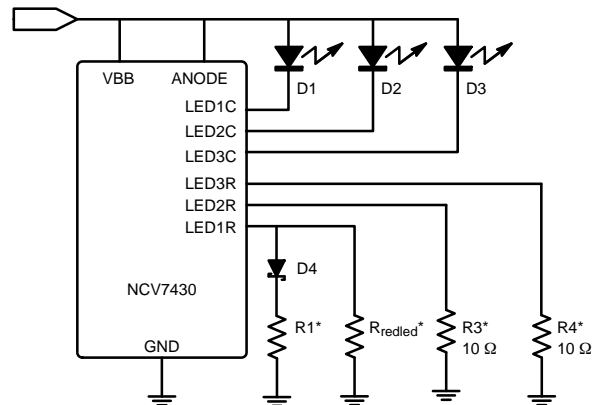 VBB ANODE
D1 D2 D3
LED1C
LED2C
LED3C
LED3R
LED2R
LED1R
D4
NCV7430
R1* Rredled* R3* R4*
10 Ω 10 Ω
GND